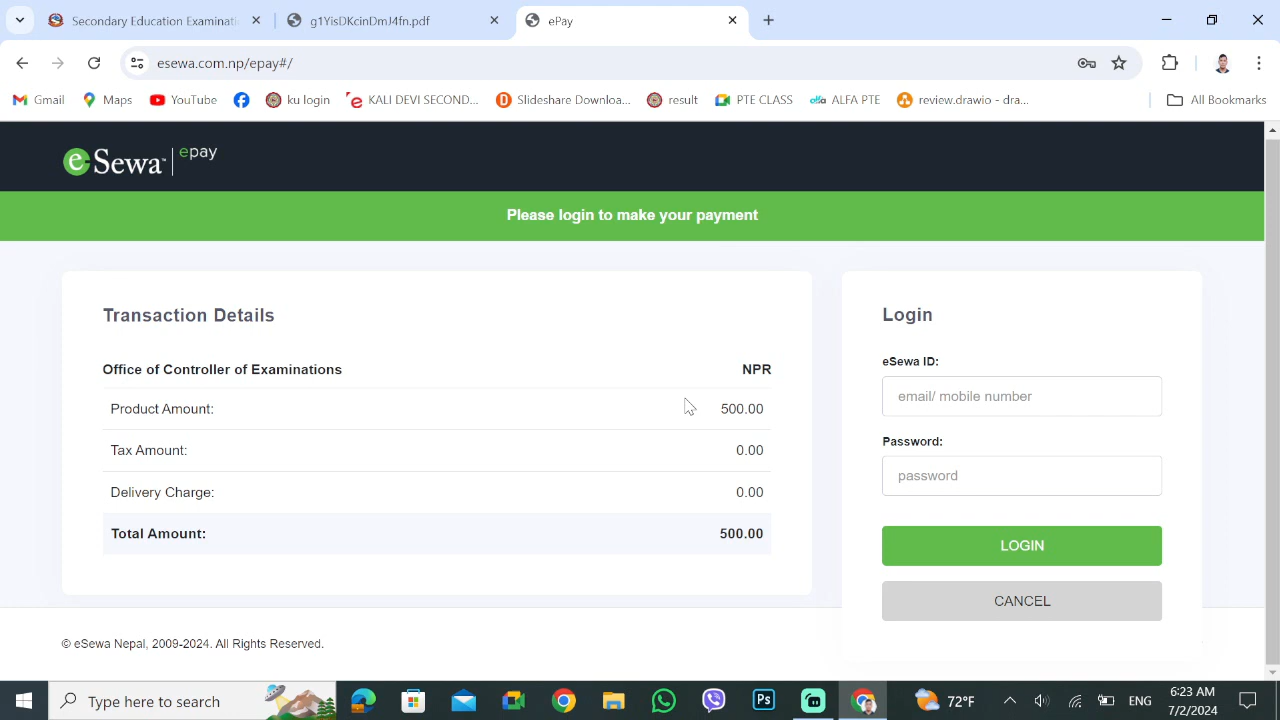 Secondary Education Examinatio
g1YisDKcinDmJ4fn.pdf
ePay
esewa.com.np/epay#/
Gmail
Maps
YouTube
ku login
KALI DEVI SECOND...
Slideshare Downloa...
result
PTE CLASS
alfa ALFA PTE
review.drawio - dra...
All Bookmarks
eSewa epay
Please login to make your payment
Transaction Details
Office of Controller of Examinations NPR
Product Amount: 500.00
Tax Amount: 0.00
Delivery Charge: 0.00
Total Amount: 500.00
Login
eSewa ID:
email/ mobile number
Password:
password
LOGIN
CANCEL
© eSewa Nepal, 2009-2024. All Rights Reserved.
Type here to search
Ps
72°F
ENG
6:23 AM
7/2/2024